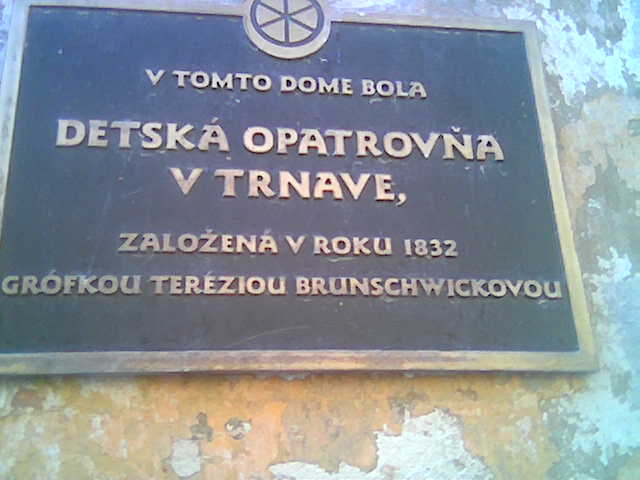 V TOMTO DOME BOLA
DETSKÁ OPATROVŇA
V TRNAVE,
ZALOŽENÁ V ROKU 1832
GRÓFKOU TERÉZIOU BRUNSCHWICKOVOU